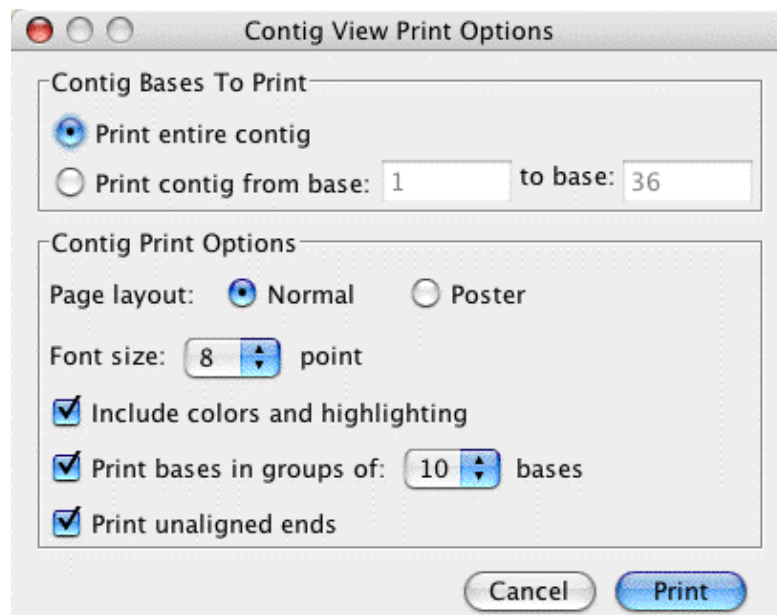 Contig View Print Options
Contig Bases To Print
Print entire contig
Print contig from base: 1 to base: 36
Contig Print Options
Page layout: Normal Poster
Font size: 8 point
Include colors and highlighting
Print bases in groups of: 10 bases
Print unaligned ends
Cancel Print